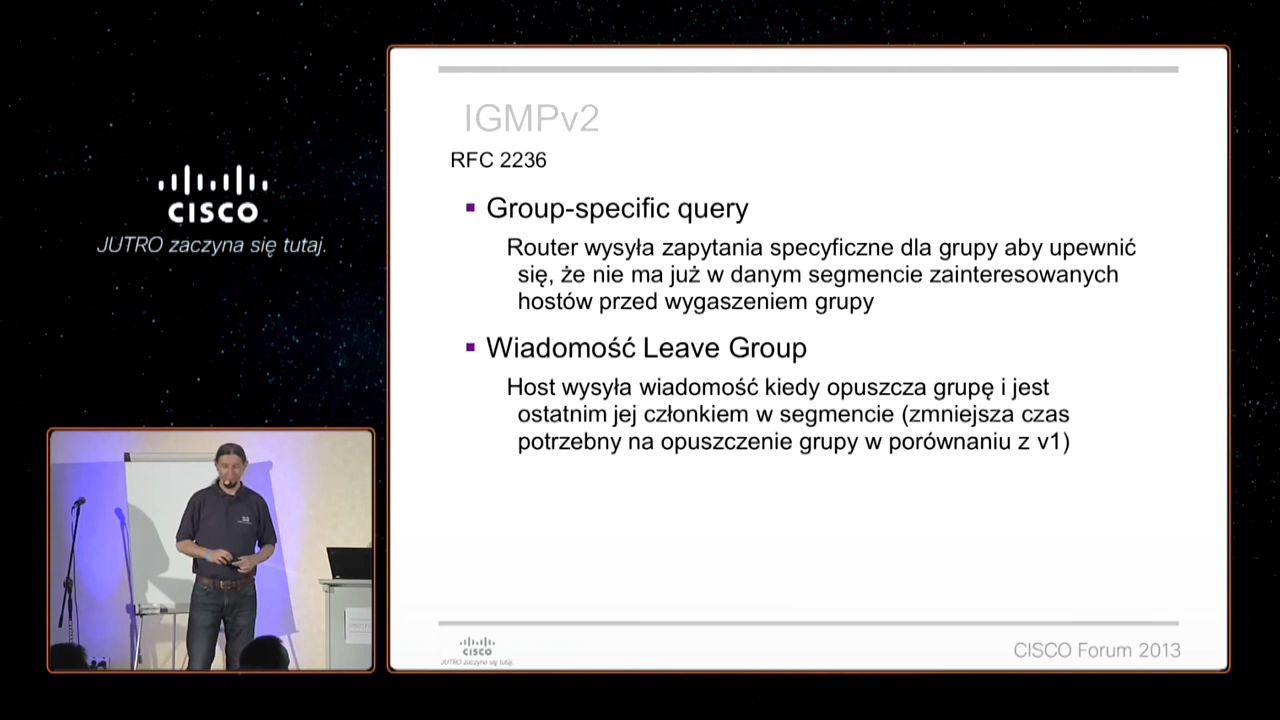 CISCO
JUTRO zaczyna się tutaj.
IGMPv2
RFC 2236
Group-specific query
Router wysyła zapytania specyficzne dla grupy aby upewnić
się, że nie ma już w danym segmencie zainteresowanych
hostów przed wygaszeniem grupy
Wiadomość Leave Group
Host wysyła wiadomość kiedy opuszcza grupę i jest
ostatnim jej członkiem w segmencie (zmniejsza czas
potrzebny na opuszczenie grupy w porównaniu z v1)
CISCO
JUTRO zaczyna się tutaj.
CISCO Forum 2013